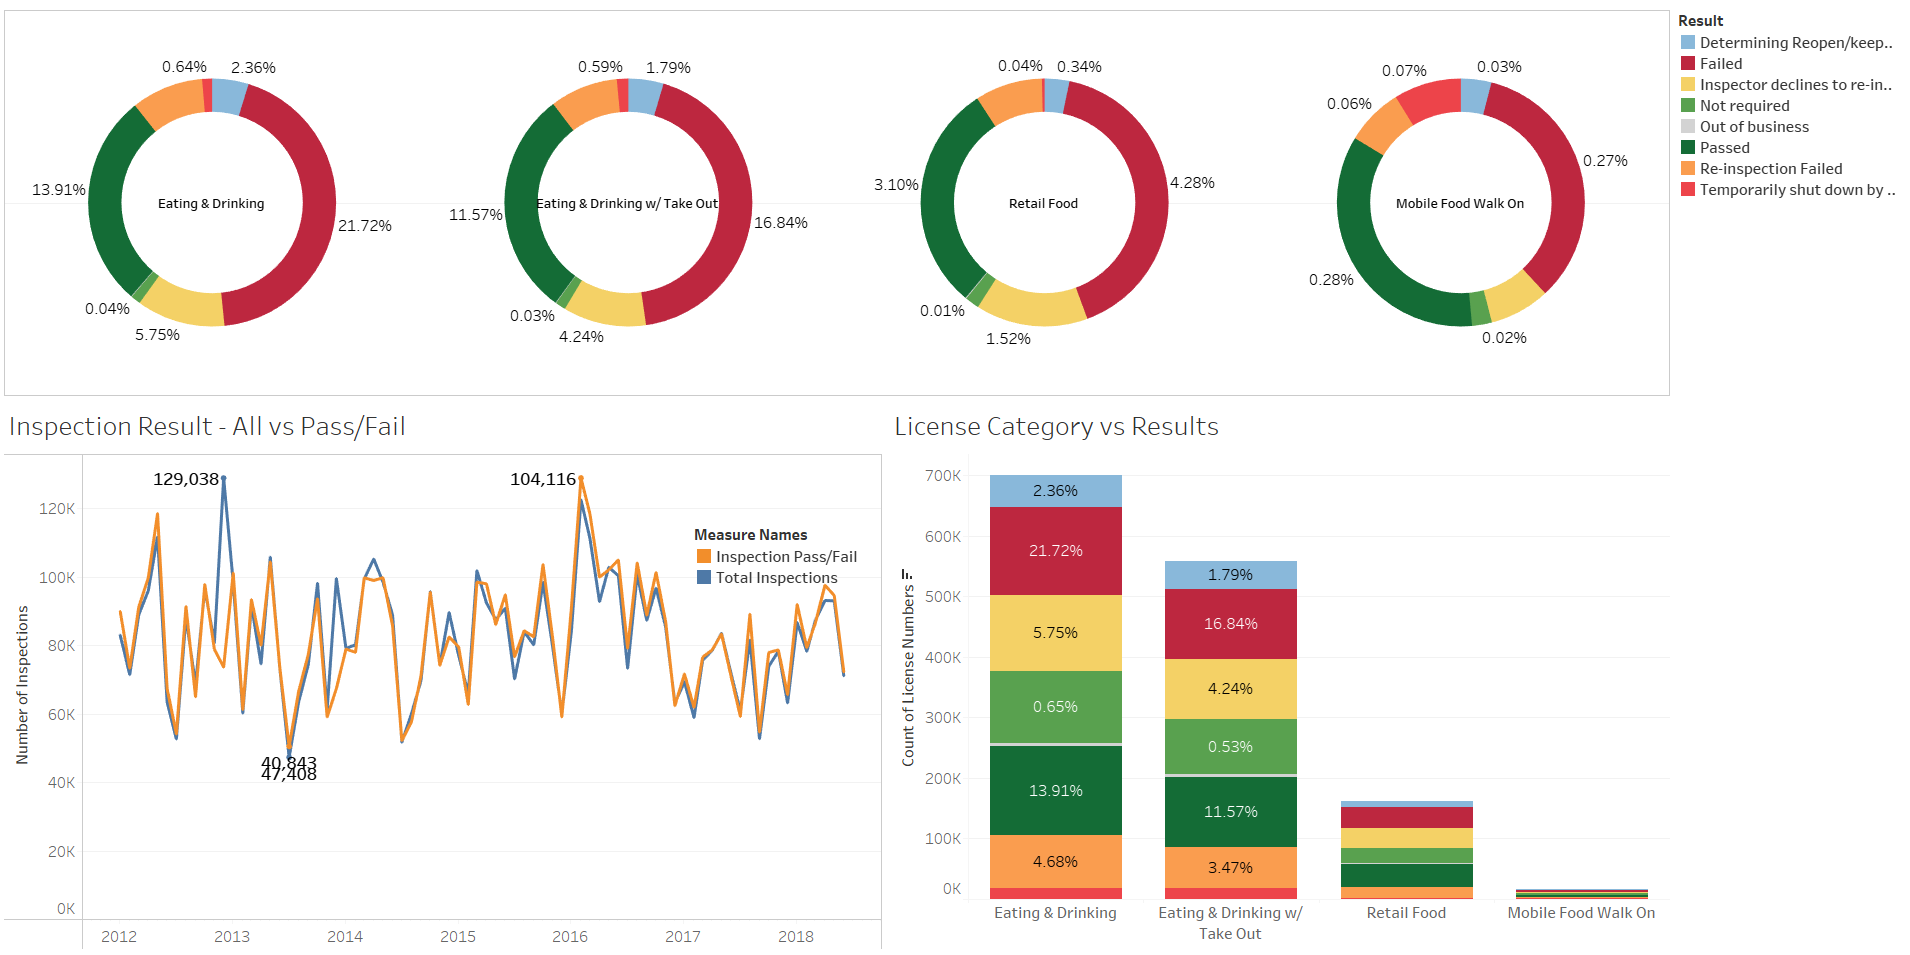 0.64%
2.36%
13.91%
Eating & Drinking
21.72%
0.04%
5.75%
0.59%
1.79%
11.57%
Eating & Drinking w/ Take Out
16.84%
0.03%
4.24%
0.04%
0.34%
3.10%
Retail Food
4.28%
0.01%
1.52%
0.07%
0.03%
0.06%
0.27%
Mobile Food Walk On
0.28%
0.02%
Result
Determining Reopen/keep..
Failed
Inspector declines to re-in..
Not required
Out of business
Passed
Re-inspection Failed
Temporarily shut down by ..
Inspection Result - All vs Pass/Fail
129,038
104,116
Measure Names
Inspection Pass/Fail
Total Inspections
40,843
47,408
Number of Inspections
120K
100K
80K
60K
40K
20K
0K
2012
2013
2014
2015
2016
2017
2018
License Category vs Results
Count of License Numbers
700K
600K
500K
400K
300K
200K
100K
0K
2.36%
21.72%
5.75%
0.65%
13.91%
4.68%
1.79%
16.84%
4.24%
0.53%
11.57%
3.47%
Eating & Drinking
Eating & Drinking w/
Take Out
Retail Food
Mobile Food Walk On